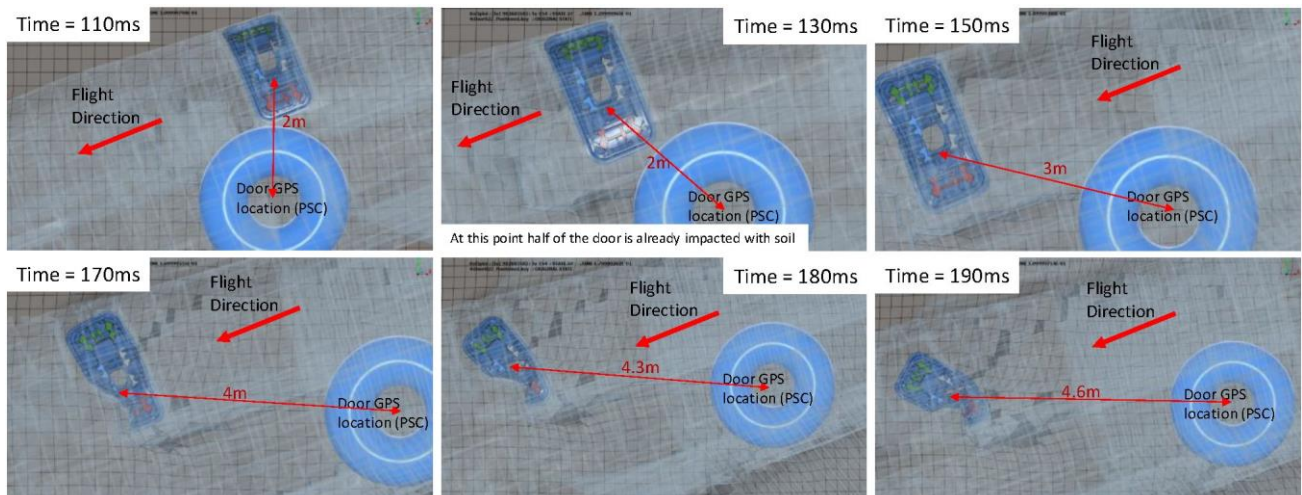 Time = 110ms
Flight
Direction
2m
Door GPS
location (PSC)
Time = 130ms
Flight
Direction
2m
Door GPS
location (PSC)
At this point half of the door is already impacted with soil
Time = 150ms
Flight
Direction
3m
Door GPS
location (PSC)
Time = 170ms
Flight
Direction
4m
Door GPS
location (PSC)
Time = 180ms
Flight
Direction
4.3m
Door GPS
location (PSC)
Time = 190ms
Flight
Direction
4.6m
Door GPS
location (PSC)